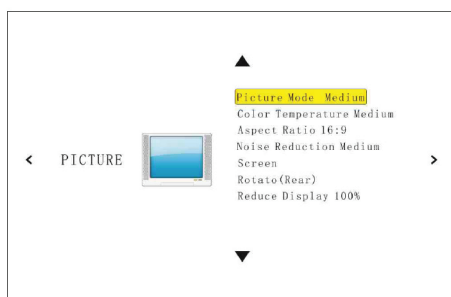 PICTURE
Picture Mode Medium
Color Temperature Medium
Aspect Ratio 16:9
Noise Reduction Medium
Screen
Rotato(Rear)
Reduce Display 100%